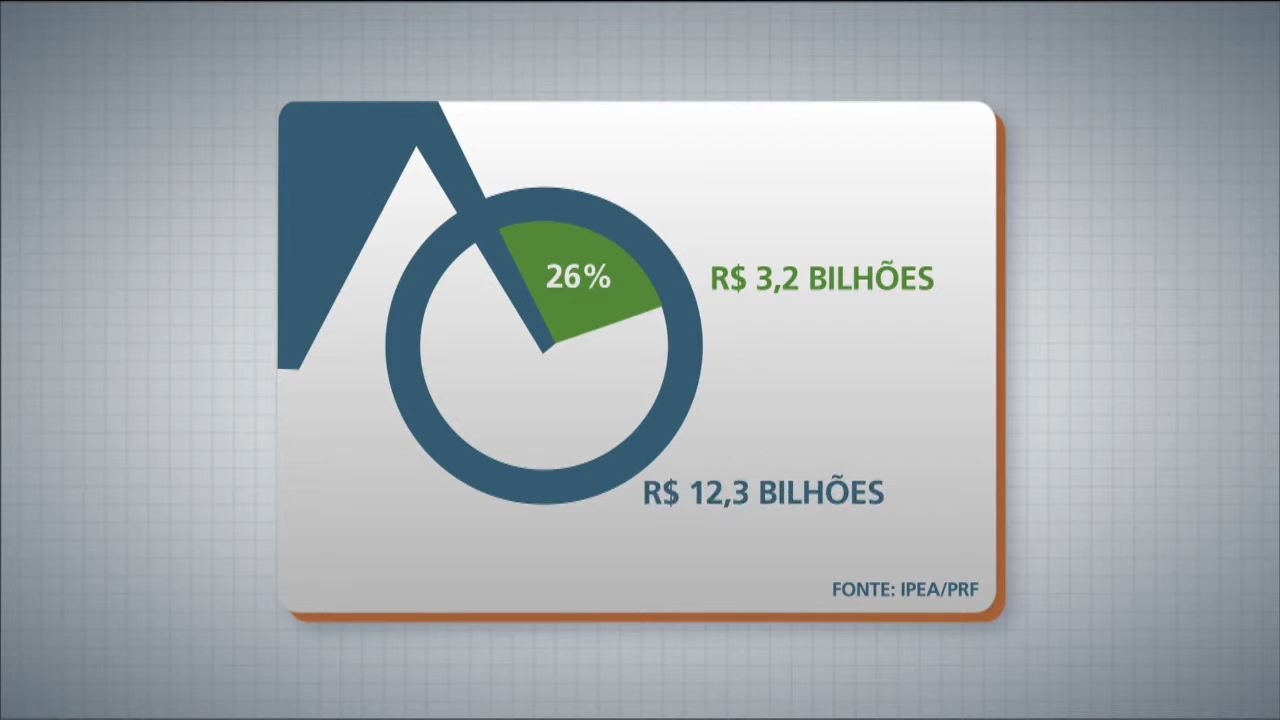 26%
R$ 3,2 BILHÕES
R$ 12,3 BILHÕES
FONTE: IPEA/PRF